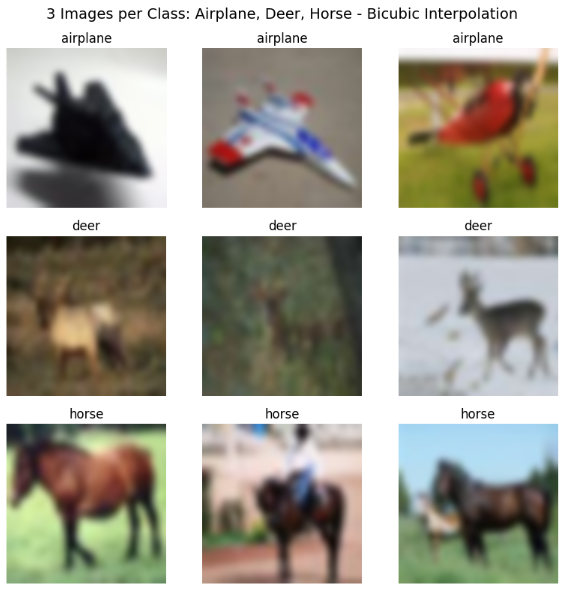 3 Images per Class: Airplane, Deer, Horse - Bicubic Interpolation
airplane airplane airplane
deer deer deer
horse horse horse